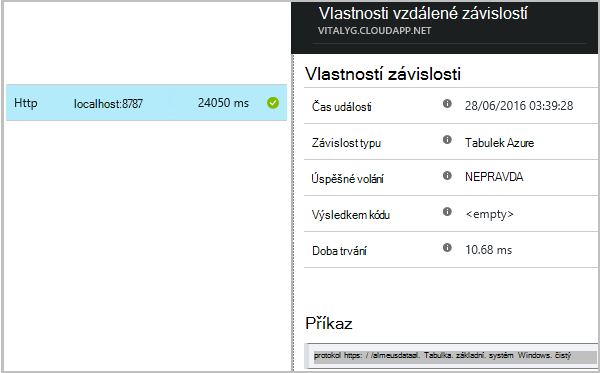 Vlastnosti vzdálené závislostí
VITALYG.CLOUDAPP.NET
Http localhost:8787 24050 ms
Vlastností závislosti
Čas události 28/06/2016 03:39:28
Závislost typu Tabulek Azure
Úspěšné volání NEPRAVDA
Výsledkem kódu <empty>
Doba trvání 10.68 ms
Příkaz
protokol https: / /almeusdataøl. Tabulka. základní. systém Windows. čistý